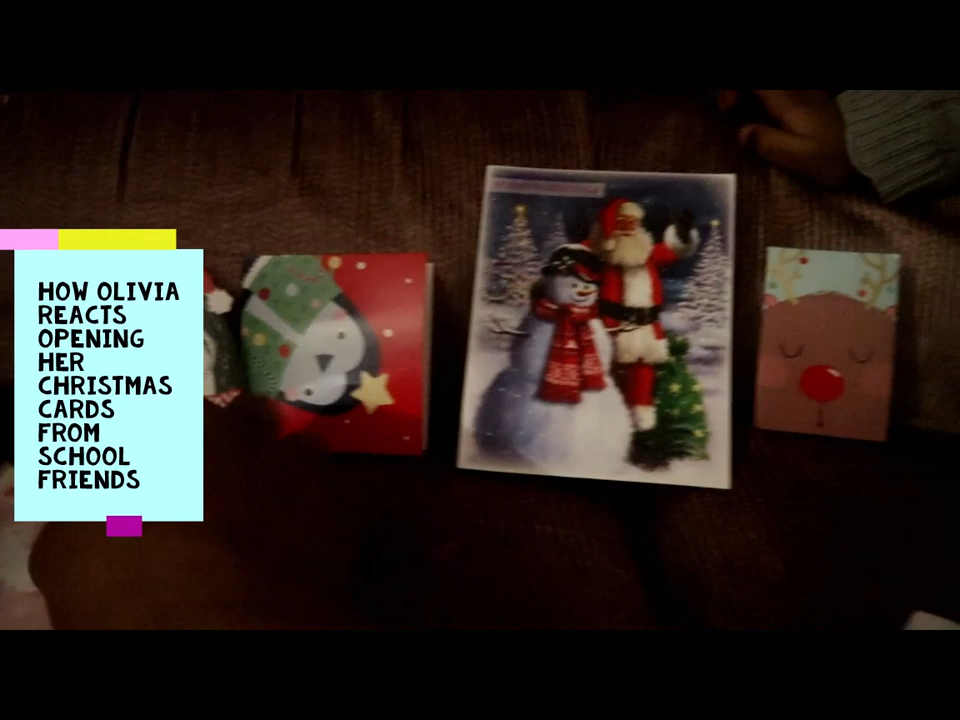 HOW OLIVIA
REACTS
OPENING
HER
CHRISTMAS
CARDS
FROM
SCHOOL
FRIENDS